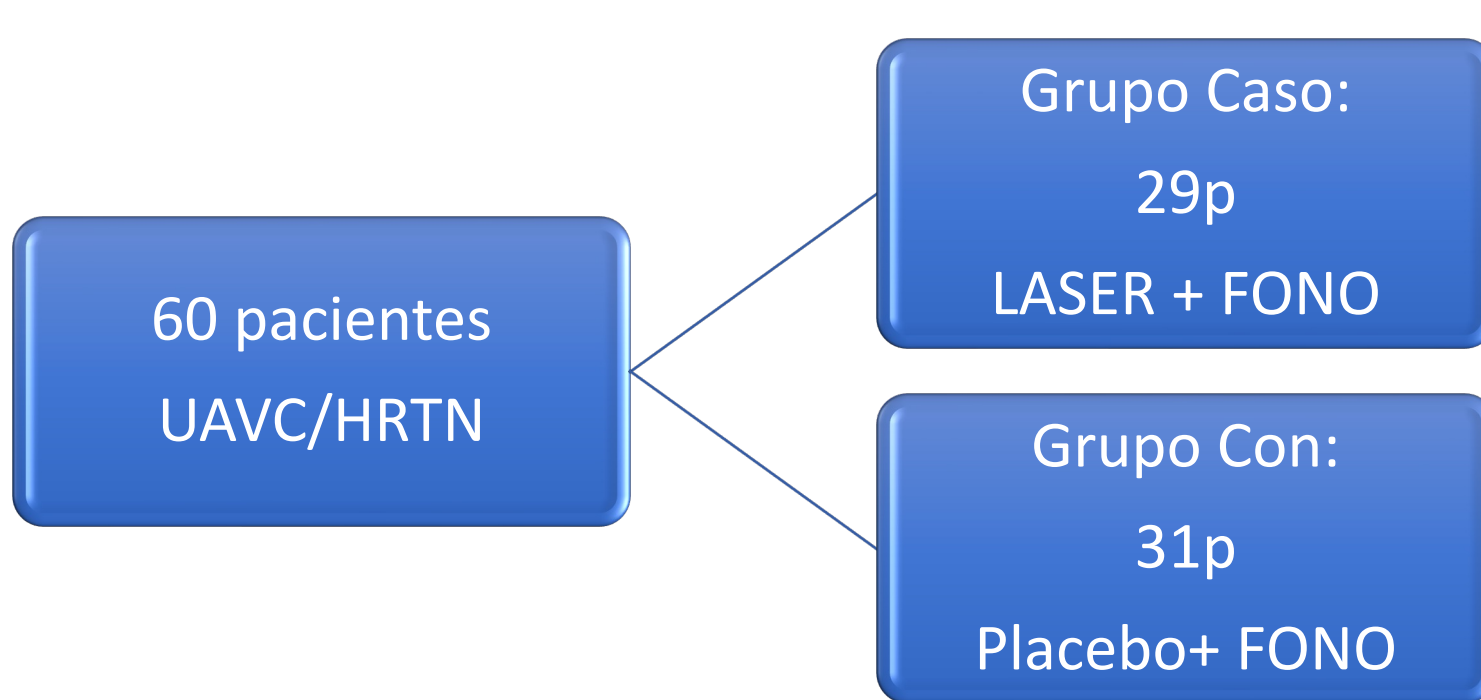 60 pacientes
UAVC/HRTN
Grupo Caso:
29p
LASER + FONO
Grupo Con:
31p
Placebo+ FONO